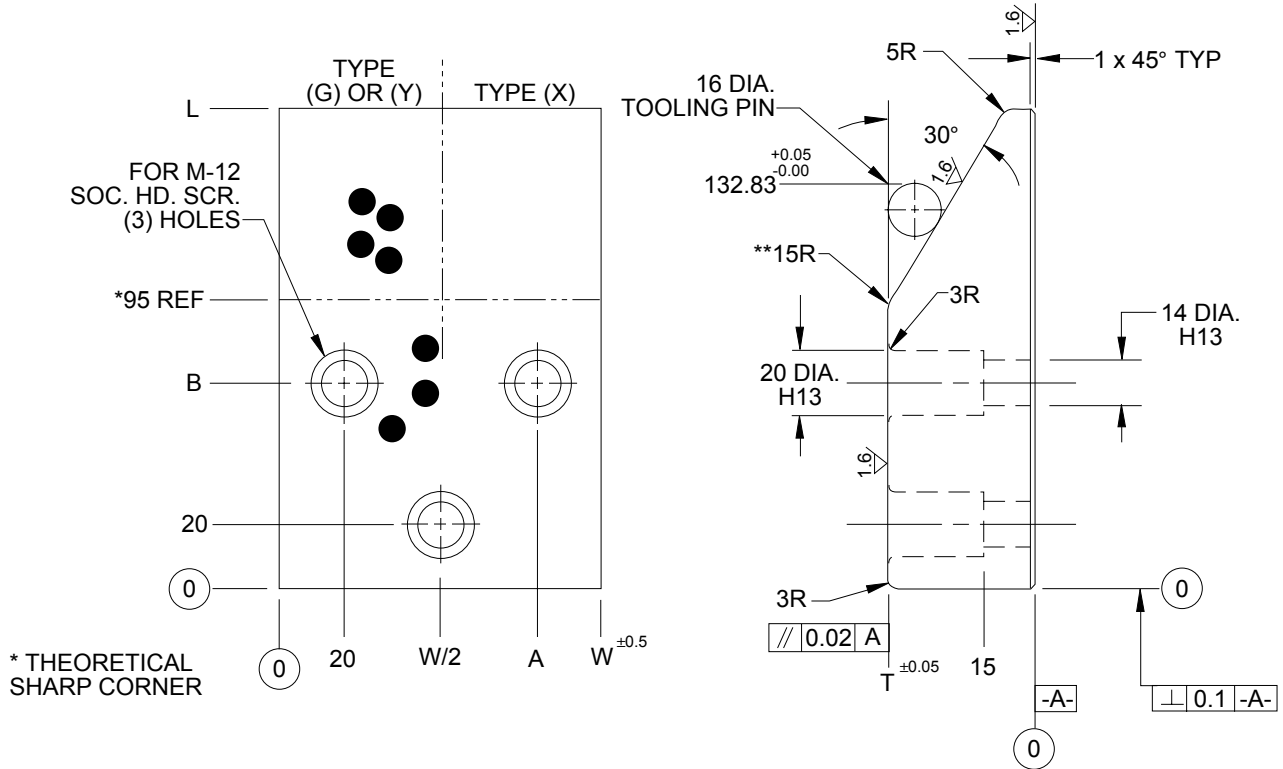 TYPE
(G) OR (Y)
TYPE (X)
L
FOR M-12
SOC. HD. SCR.
(3) HOLES
*95 REF
B
20
0
0
20
W/2
A
W ±0.5
* THEORETICAL
SHARP CORNER
1.6
5R
1 x 45° TYP
16 DIA.
TOOLING PIN
30°
1.6
+0.05
132.83 -0.00
**15R
3R
14 DIA.
H13
20 DIA.
H13
1.6
3R
0
// 0.02 A
T ±0.05
15
-A-
⊥ 0.1 -A-
0